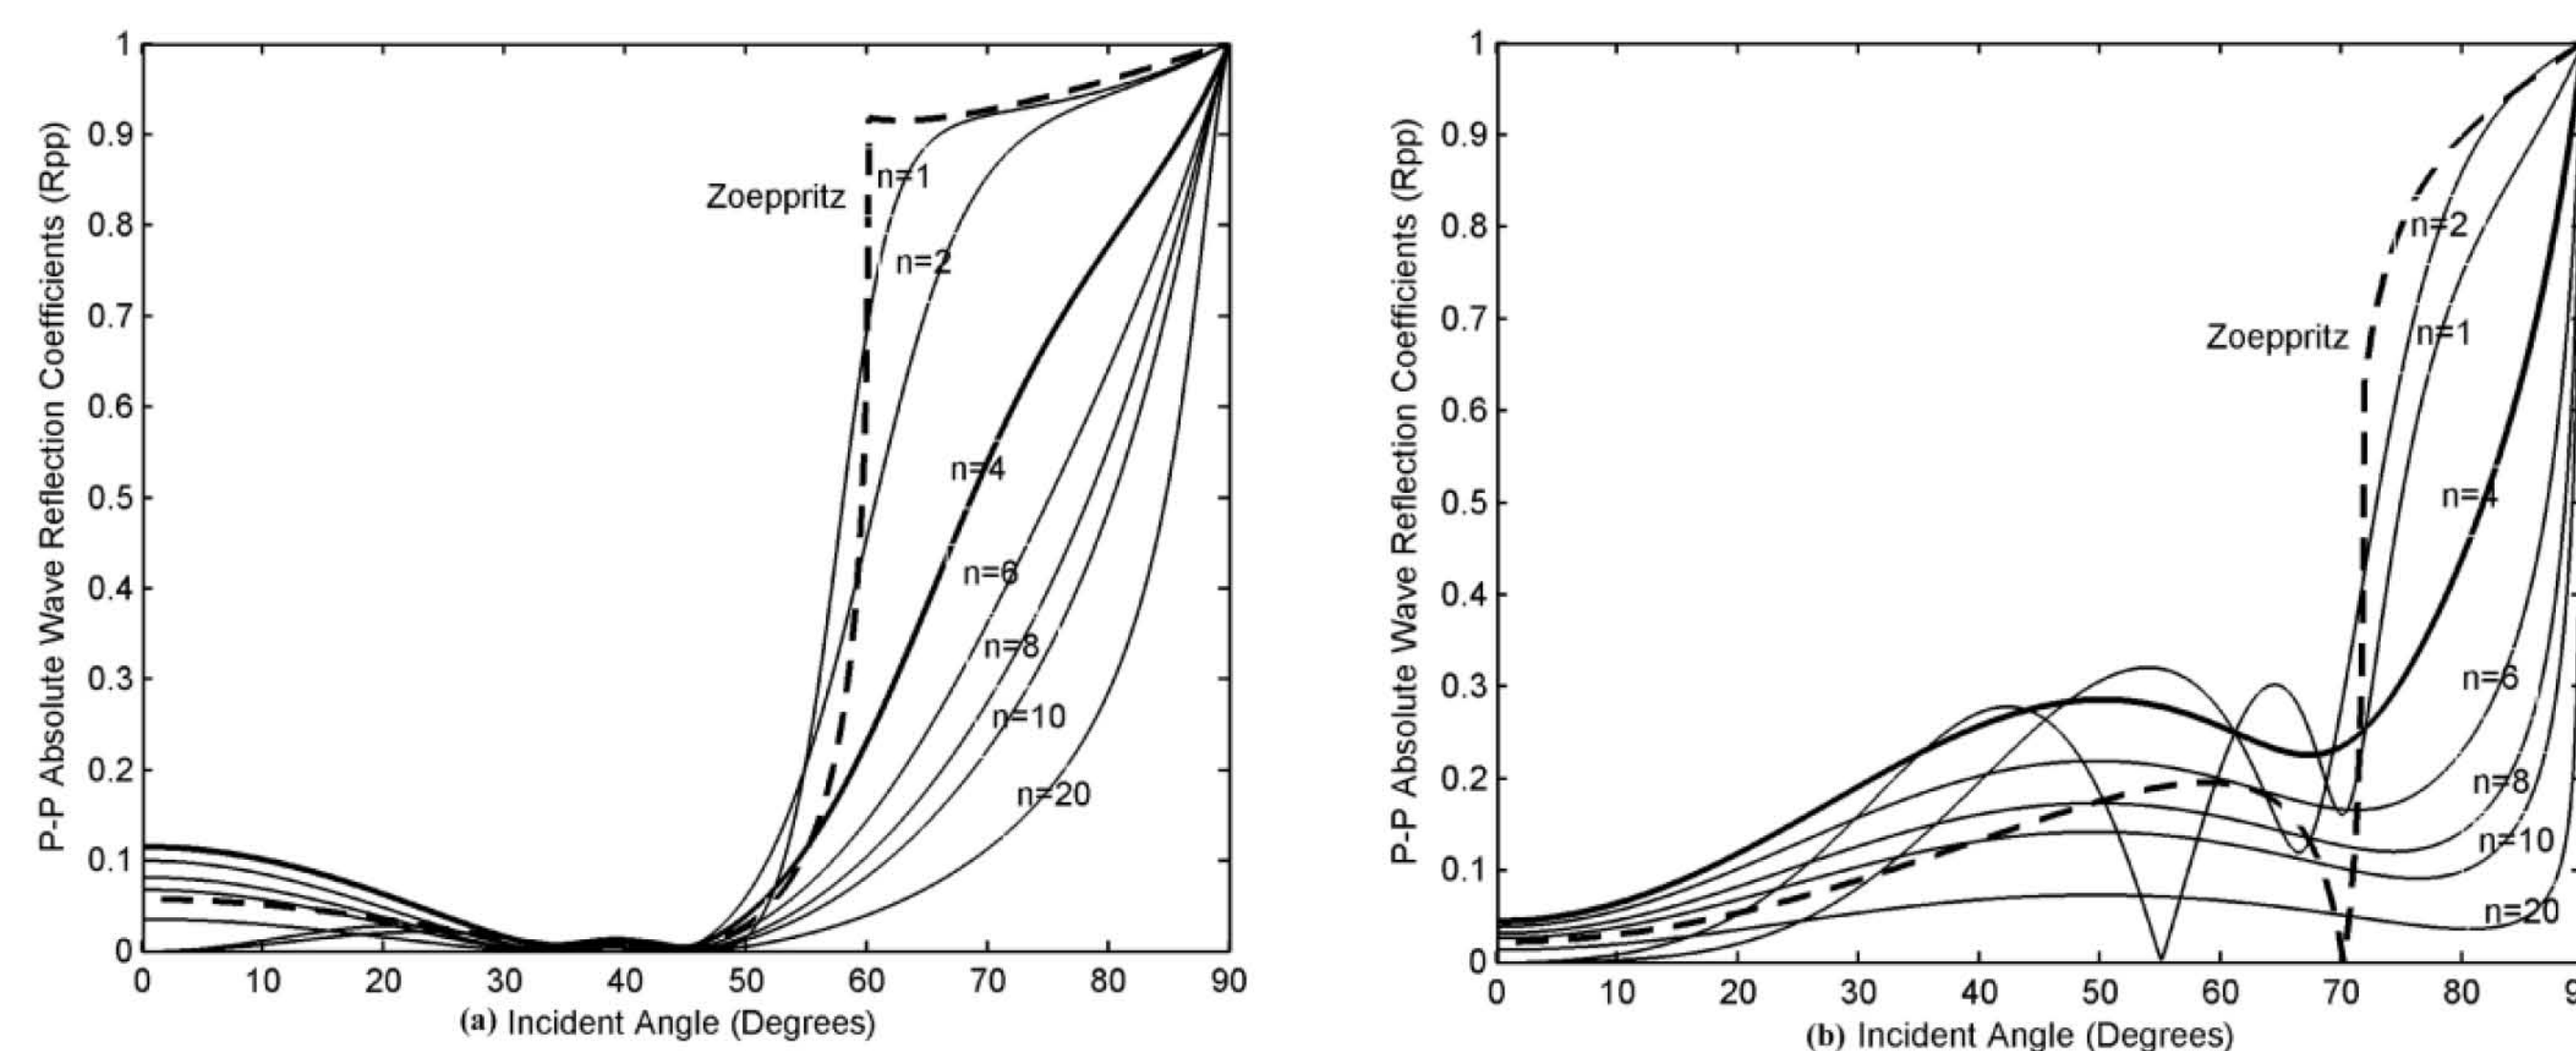 P-P Absolute Wave Reflection Coefficients (Rpp)
1
0.9
0.8
0.7
0.6
0.5
0.4
0.3
0.2
0.1
0
Zoeppritz
n=1
n=2
n=4
n=6
n=8
n=10
n=20
0 10 20 30 40 50 60 70 80 90
(a) Incident Angle (Degrees)
P-P Absolute Wave Reflection Coefficients (Rpp)
1
0.9
0.8
0.7
0.6
0.5
0.4
0.3
0.2
0.1
0
n=2
Zoeppritz
n=1
n=4
n=6
n=8
n=10
n=20
0 10 20 30 40 50 60 70 80 9
(b) Incident Angle (Degrees)